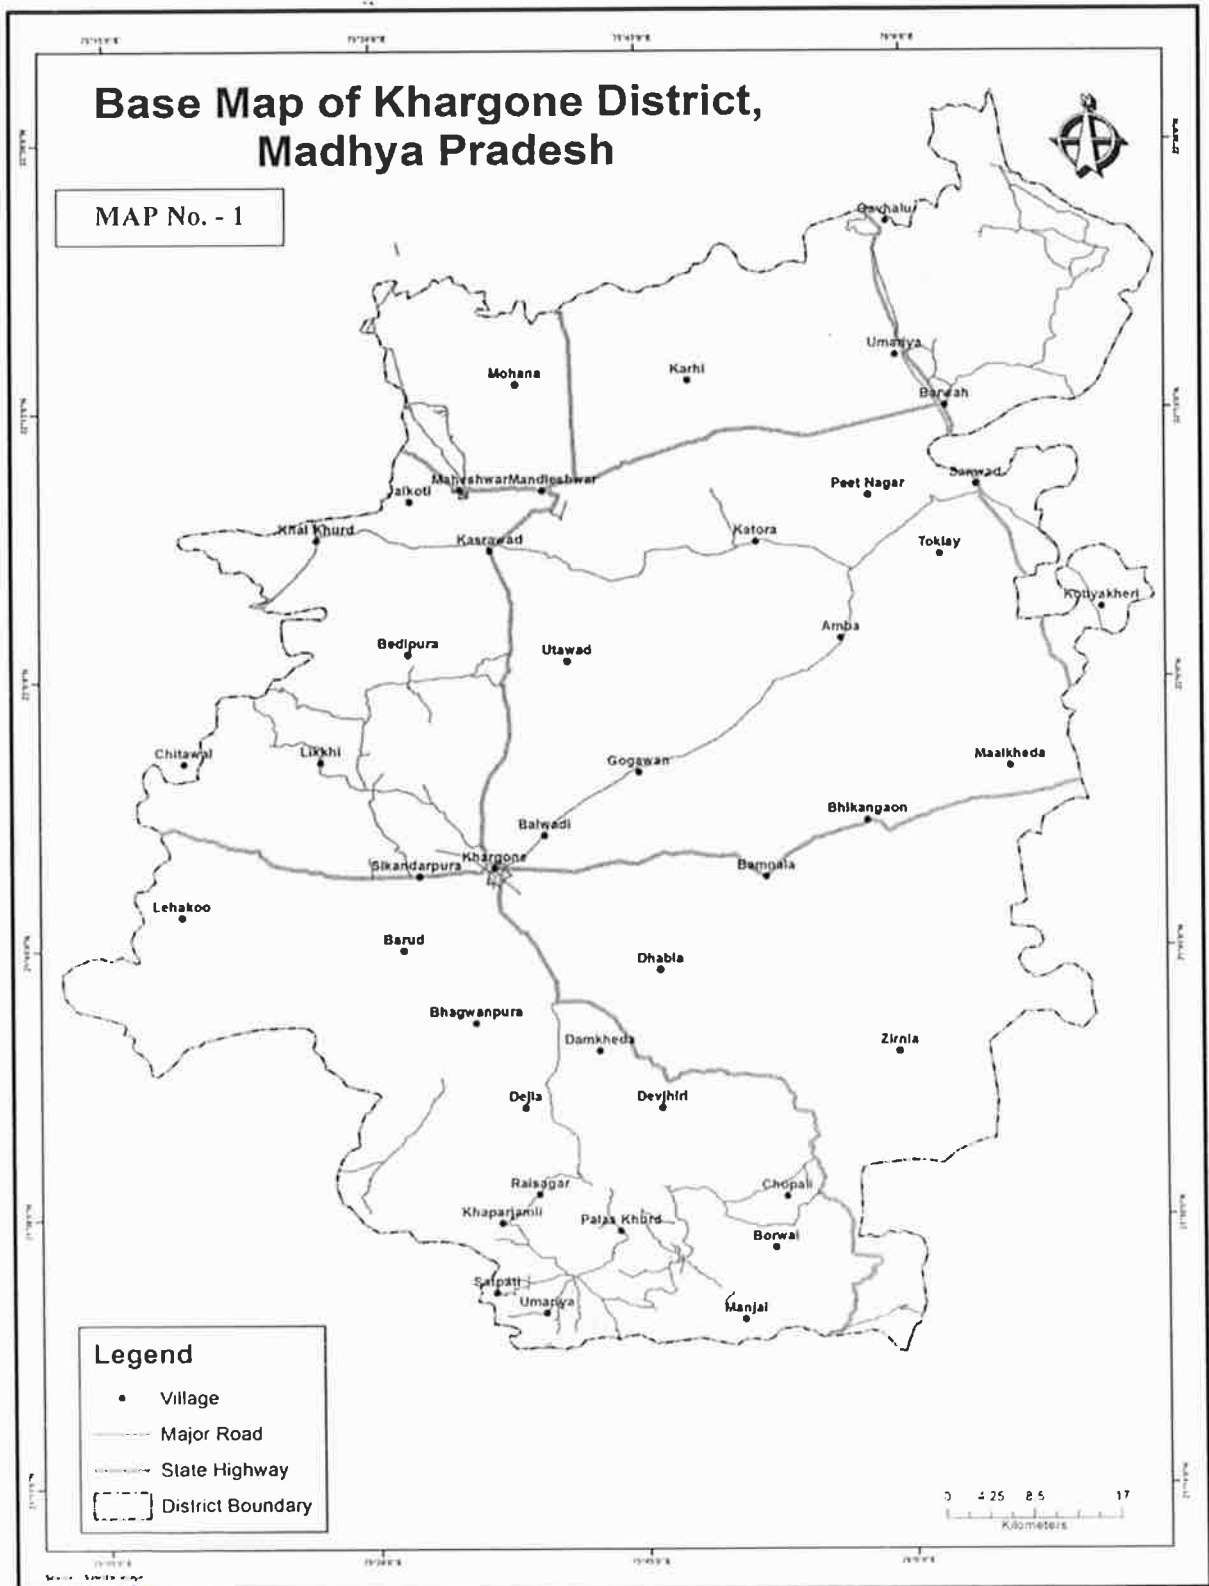 Base Map of Khargone District,
Madhya Pradesh
MAP No. - 1
Gavhalu
Umariya
Karhi
Mohana
Barwah
Sanwad
Maheshwar
Mandleshwar
Jalkoti
Peet Nagar
Khal Khurd
Kasrawad
Katora
Toklay
Kotiyakheri
Amba
Bedipura
Utawad
Chitawal
Likkhi
Gogawan
Maalkheda
Bhikangaon
Balwadi
Khargone
Sikandarpura
Bamnala
Lehakoo
Barud
Dhabla
Bhagwanpura
Damkheda
Zirnia
Dejla
Devjhiri
Raisagar
Chopali
Khaparjamli
Palas Khurd
Borwal
Satpati
Umariya
Manjal
Legend
Village
Major Road
State Highway
District Boundary
0 4.25 8.5 17
Kilometers